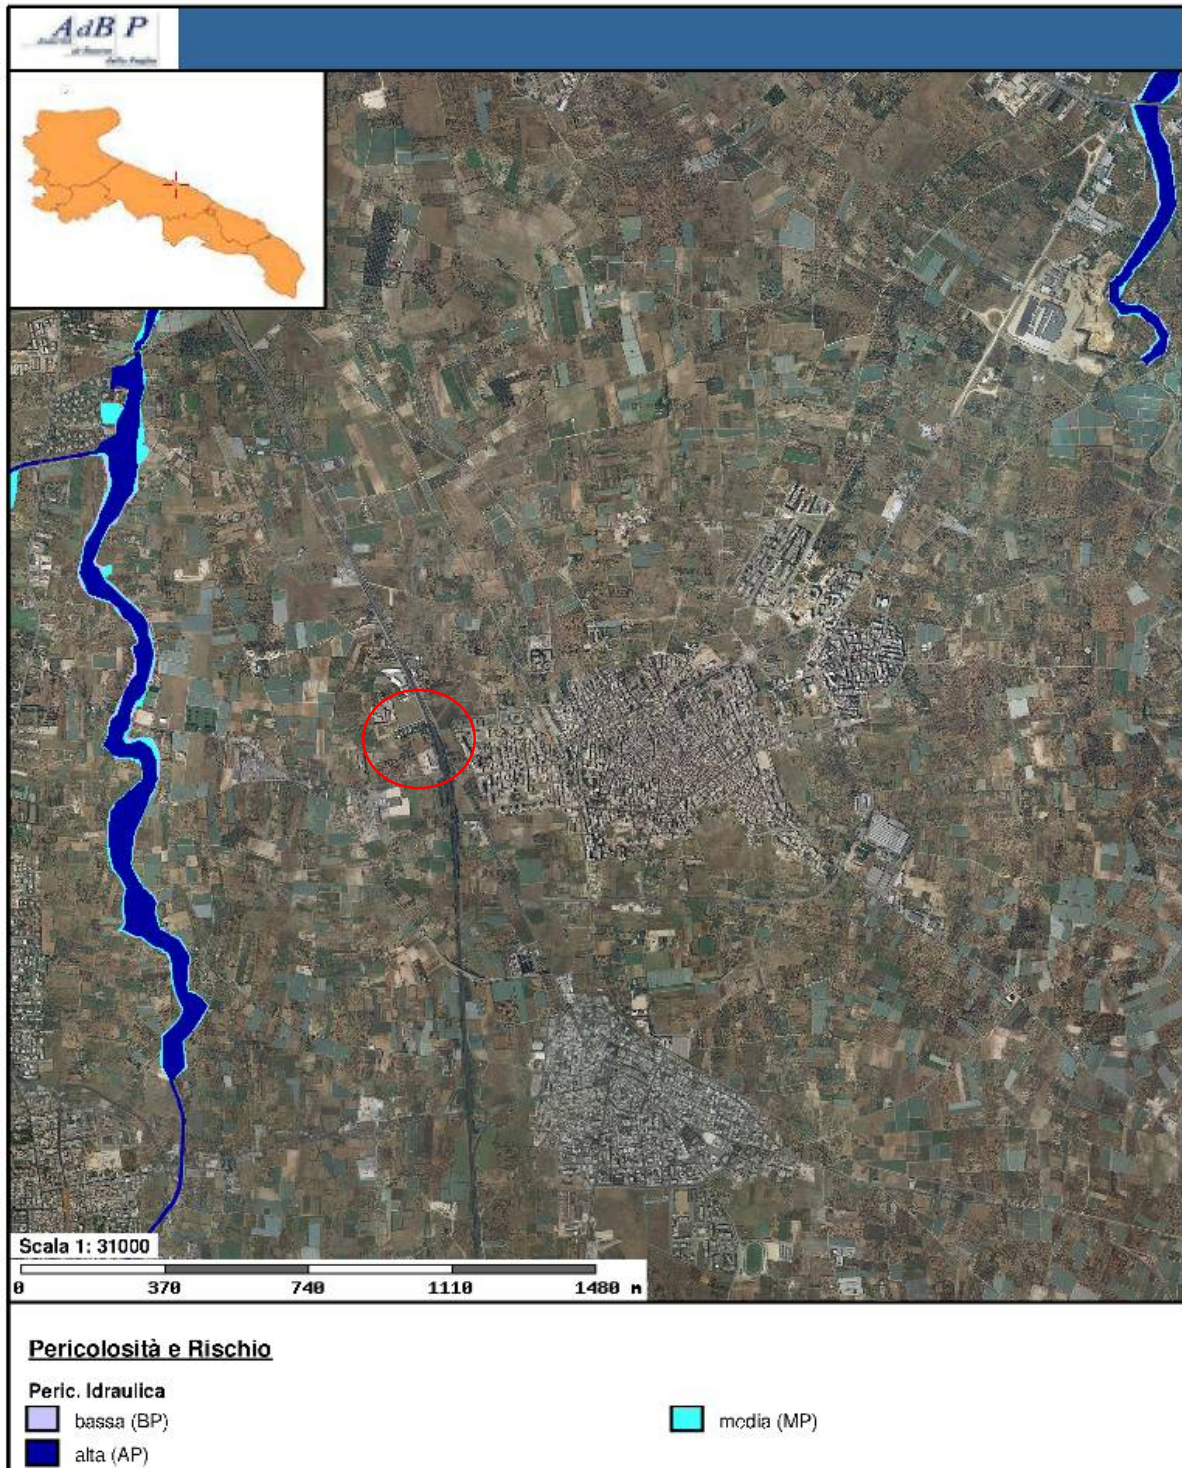 AdB P
Scala 1: 31000
0 370 740 1110 1480 m
Pericolosità e Rischio
Peric. Idraulica
bassa (BP)
media (MP)
alta (AP)